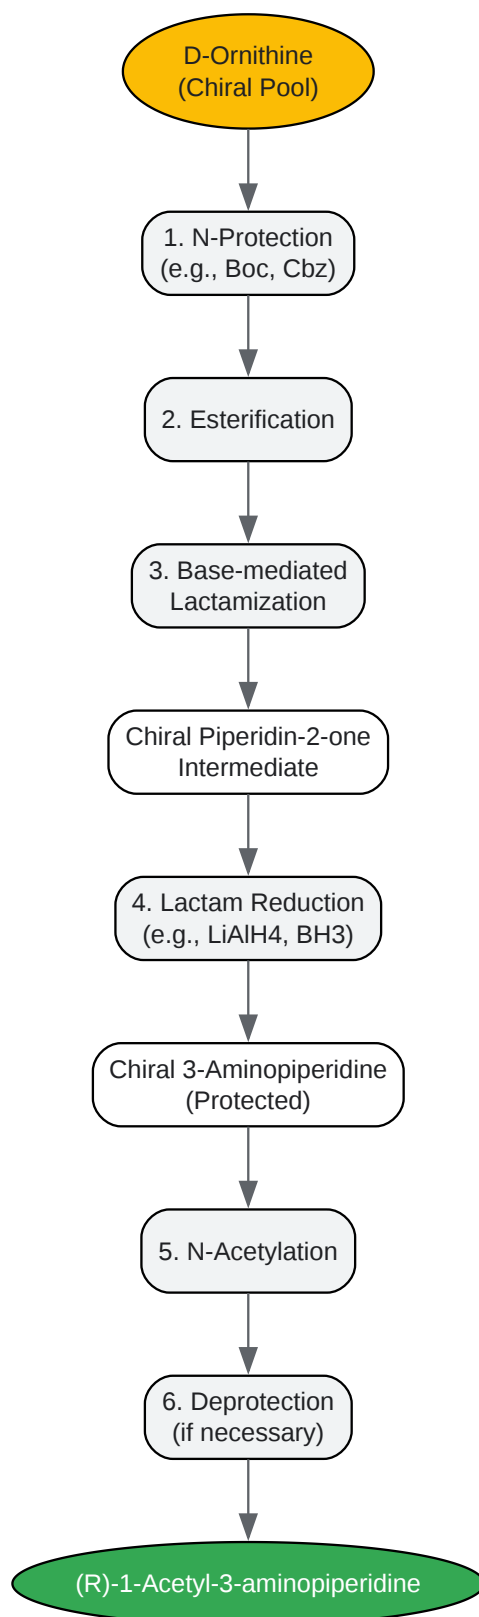 D-Ornithine
(Chiral Pool)
1. N-Protection
(e.g., Boc, Cbz)
2. Esterification
3. Base-mediated
Lactamization
Chiral Piperidin-2-one
Intermediate
4. Lactam Reduction
(e.g., LiAlH4, BH3)
Chiral 3-Aminopiperidine
(Protected)
5. N-Acetylation
6. Deprotection
(if necessary)
(R)-1-Acetyl-3-aminopiperidine